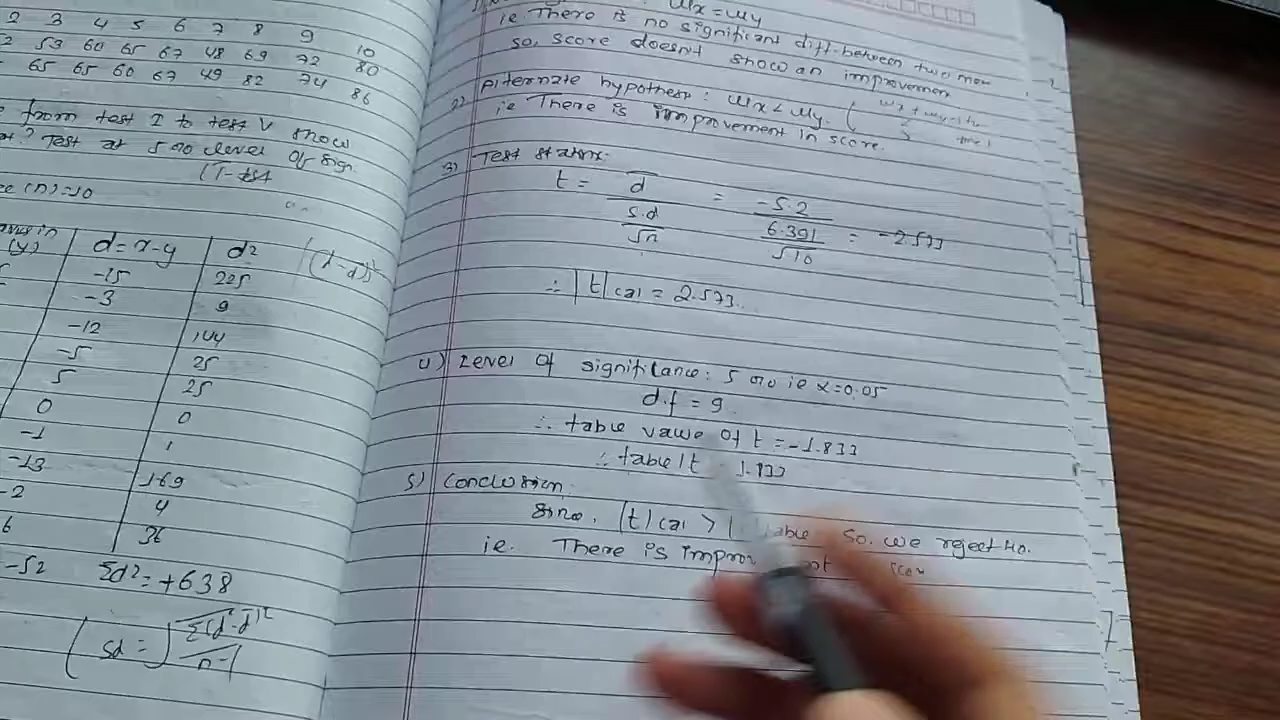 2 3 4 5 6 7 8 9 10
2 59 60 65 67 48 69 72 80
65 65 60 67 49 82 74 86
from test I to test V show
Test at 5% level of sign.
(T-test
(n)=10
(y) d=x-y d² (d-d̄)²
-15 225
-3 9
-12 144
-5 25
5 25
0 0
-1 1
-13 169
-2 4
6 36
-52 Σd²=+638
(sd = √Σ(d-d̄)²/n-1
μx=μy
ie There is no significant diff. between two mean
so, score doesn't show an improvement
2) Alternate hypothesis: μx<μy.
ie There is improvement in score.
3) Test statistic
t = d̄ / (s.d/√n) = -5.2 / (6.391/√10) = -2.573
∴ |t| cal = 2.573.
4) Level of significance: 5% ie α=0.05
d.f = 9.
∴ table value of t = -1.833
∴ table |t 1.833
5) Conclusion
Since, |t| cal > | table so, we reject H0.
ie. There is